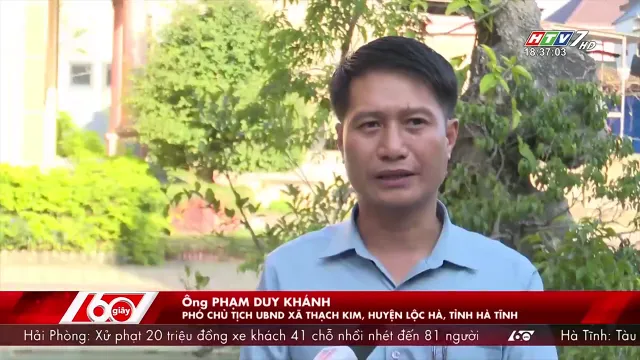 HTV7 HD
18:37:03
60 giây
Ông PHẠM DUY KHÁNH
PHÓ CHỦ TỊCH UBND XÃ THẠCH KIM, HUYỆN LỘC HÀ, TỈNH HÀ TĨNH
Hải Phòng: Xử phạt 20 triệu đồng xe khách 41 chỗ nhồi nhét đến 81 người
60
Hà Tĩnh: Tàu